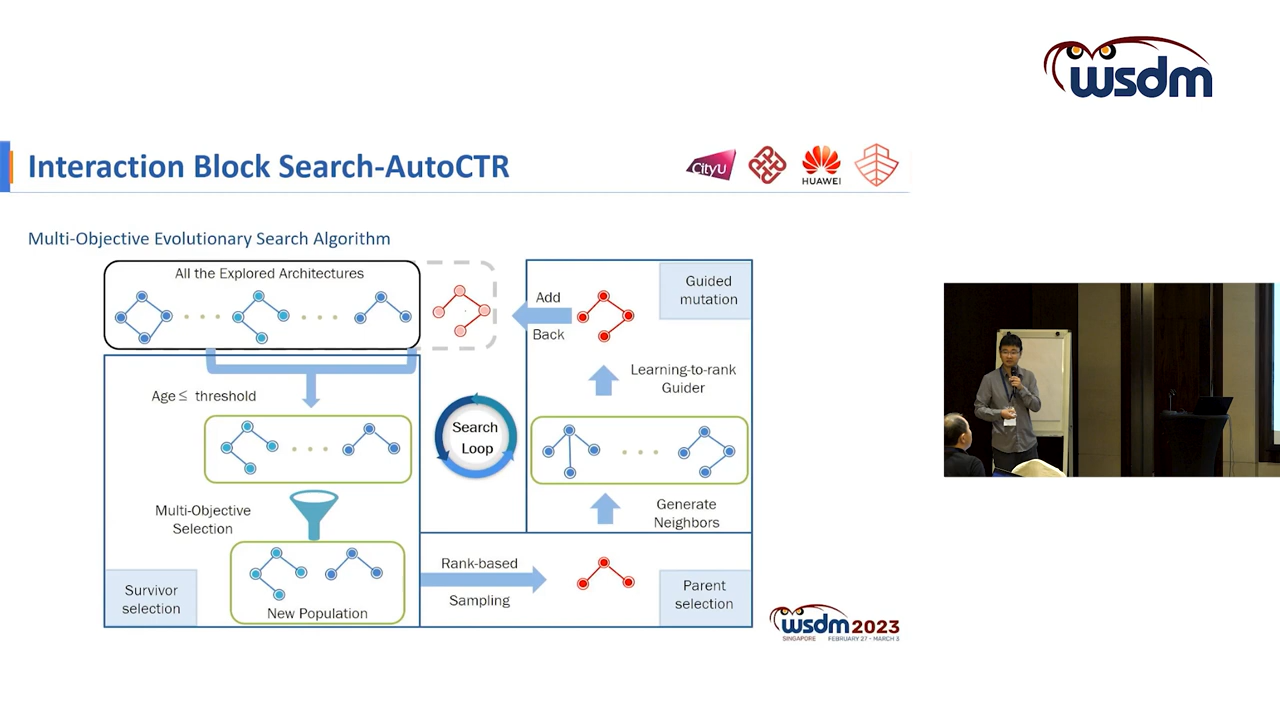 wsdm
Interaction Block Search-AutoCTR
CityU
HUAWEI
Multi-Objective Evolutionary Search Algorithm
All the Explored Architectures
Add
Back
Guided
mutation
Learning-to-rank
Guider
Age ≤ threshold
Search
Loop
Multi-Objective
Selection
Generate
Neighbors
Rank-based
Sampling
Survivor
selection
New Population
Parent
selection
wsdm2023
SINGAPORE FEBRUARY 27 - MARCH 3